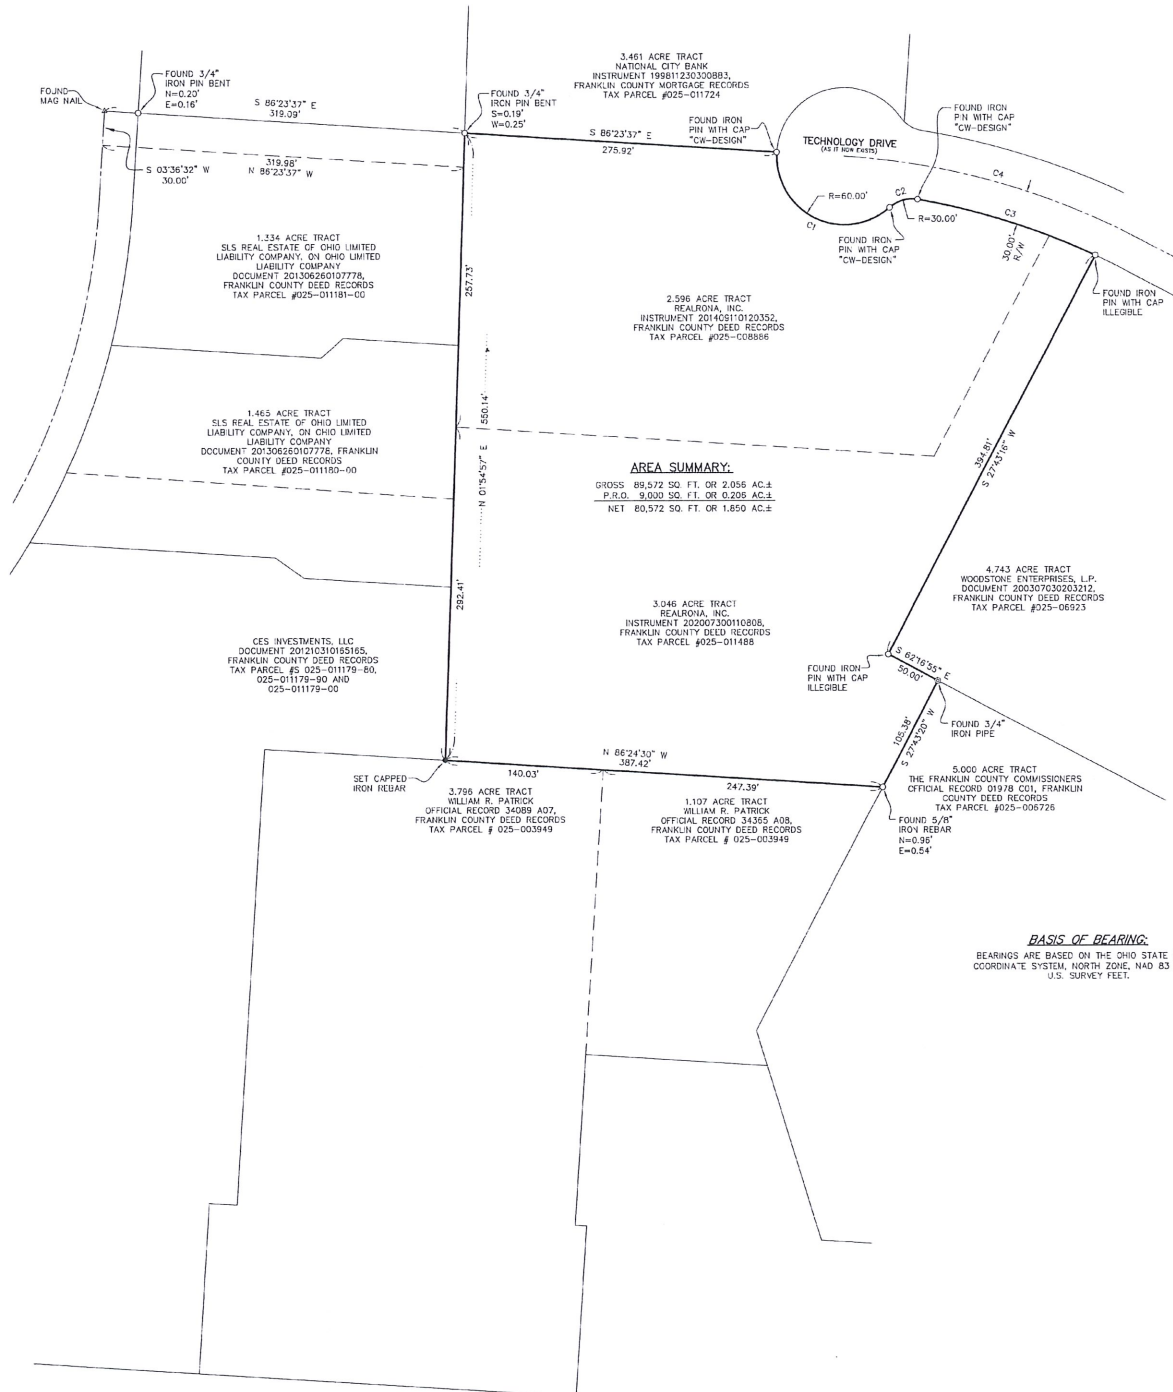 3.461 ACRE TRACT
NATIONAL CITY BANK
INSTRUMENT 199811230300883,
FRANKLIN COUNTY MORTGAGE RECORDS
TAX PARCEL #025-011724
FOUND
MAG NAIL
FOUND 3/4"
IRON PIN BENT
N=0.20'
E=0.16'
S 86°23'37" E
319.09'
FOUND 3/4"
IRON PIN BENT
S=0.19'
W=0.25'
S 86°23'37" E
275.92'
FOUND IRON
PIN WITH CAP
"CW-DESIGN"
TECHNOLOGY DRIVE
(AS IT NOW EXISTS)
FOUND IRON
PIN WITH CAP
"CW-DESIGN"
C4
S 03°36'32" W
30.00'
319.98'
N 86°23'37" W
R=60.00'
C1
C2
R=30.00'
C3
30.00'
R/W
FOUND IRON
PIN WITH CAP
"CW-DESIGN"
FOUND IRON
PIN WITH CAP
ILLEGIBLE
1.334 ACRE TRACT
SLS REAL ESTATE OF OHIO LIMITED
LIABILITY COMPANY, ON OHIO LIMITED
LIABILITY COMPANY
DOCUMENT 201306260107778,
FRANKLIN COUNTY DEED RECORDS
TAX PARCEL #025-011181-00
257.73'
2.596 ACRE TRACT
REALRONA, INC.
INSTRUMENT 201409110120352,
FRANKLIN COUNTY DEED RECORDS
TAX PARCEL #025-008886
1.465 ACRE TRACT
SLS REAL ESTATE OF OHIO LIMITED
LIABILITY COMPANY, ON OHIO LIMITED
LIABILITY COMPANY
DOCUMENT 201306260107778, FRANKLIN
COUNTY DEED RECORDS
TAX PARCEL #025-011180-00
N 01°54'57" E 550.14'
AREA SUMMARY:
GROSS 89,572 SQ. FT. OR 2.056 AC.±
P.R.O. 9,000 SQ. FT. OR 0.206 AC.±
NET 80,572 SQ. FT. OR 1.850 AC.±
394.81'
S 27°43'16" W
4.743 ACRE TRACT
WOODSTONE ENTERPRISES, L.P.
DOCUMENT 200307030203212,
FRANKLIN COUNTY DEED RECORDS
TAX PARCEL #025-06923
292.41'
3.046 ACRE TRACT
REALRONA, INC.
INSTRUMENT 202007300110808,
FRANKLIN COUNTY DEED RECORDS
TAX PARCEL #025-011488
CES INVESTMENTS, LLC
DOCUMENT 201210310165165,
FRANKLIN COUNTY DEED RECORDS
TAX PARCEL #S 025-011179-80,
025-011179-90 AND
025-011179-00
FOUND IRON
PIN WITH CAP
ILLEGIBLE
S 62°16'55" E
50.00'
FOUND 3/4"
IRON PIPE
105.38'
S 27°43'20" W
SET CAPPED
IRON REBAR
N 86°24'30" W
387.42'
140.03'
247.39'
3.796 ACRE TRACT
WILLIAM R. PATRICK
OFFICIAL RECORD 34089 A07,
FRANKLIN COUNTY DEED RECORDS
TAX PARCEL # 025-003949
1.107 ACRE TRACT
WILLIAM R. PATRICK
OFFICIAL RECORD 34365 A08,
FRANKLIN COUNTY DEED RECORDS
TAX PARCEL # 025-003949
5.000 ACRE TRACT
THE FRANKLIN COUNTY COMMISSIONERS
OFFICIAL RECORD 01978 C01, FRANKLIN
COUNTY DEED RECORDS
TAX PARCEL #025-006726
FOUND 5/8"
IRON REBAR
N=0.96'
E=0.54'
BASIS OF BEARING:
BEARINGS ARE BASED ON THE OHIO STATE
COORDINATE SYSTEM, NORTH ZONE, NAD 83
U.S. SURVEY FEET.